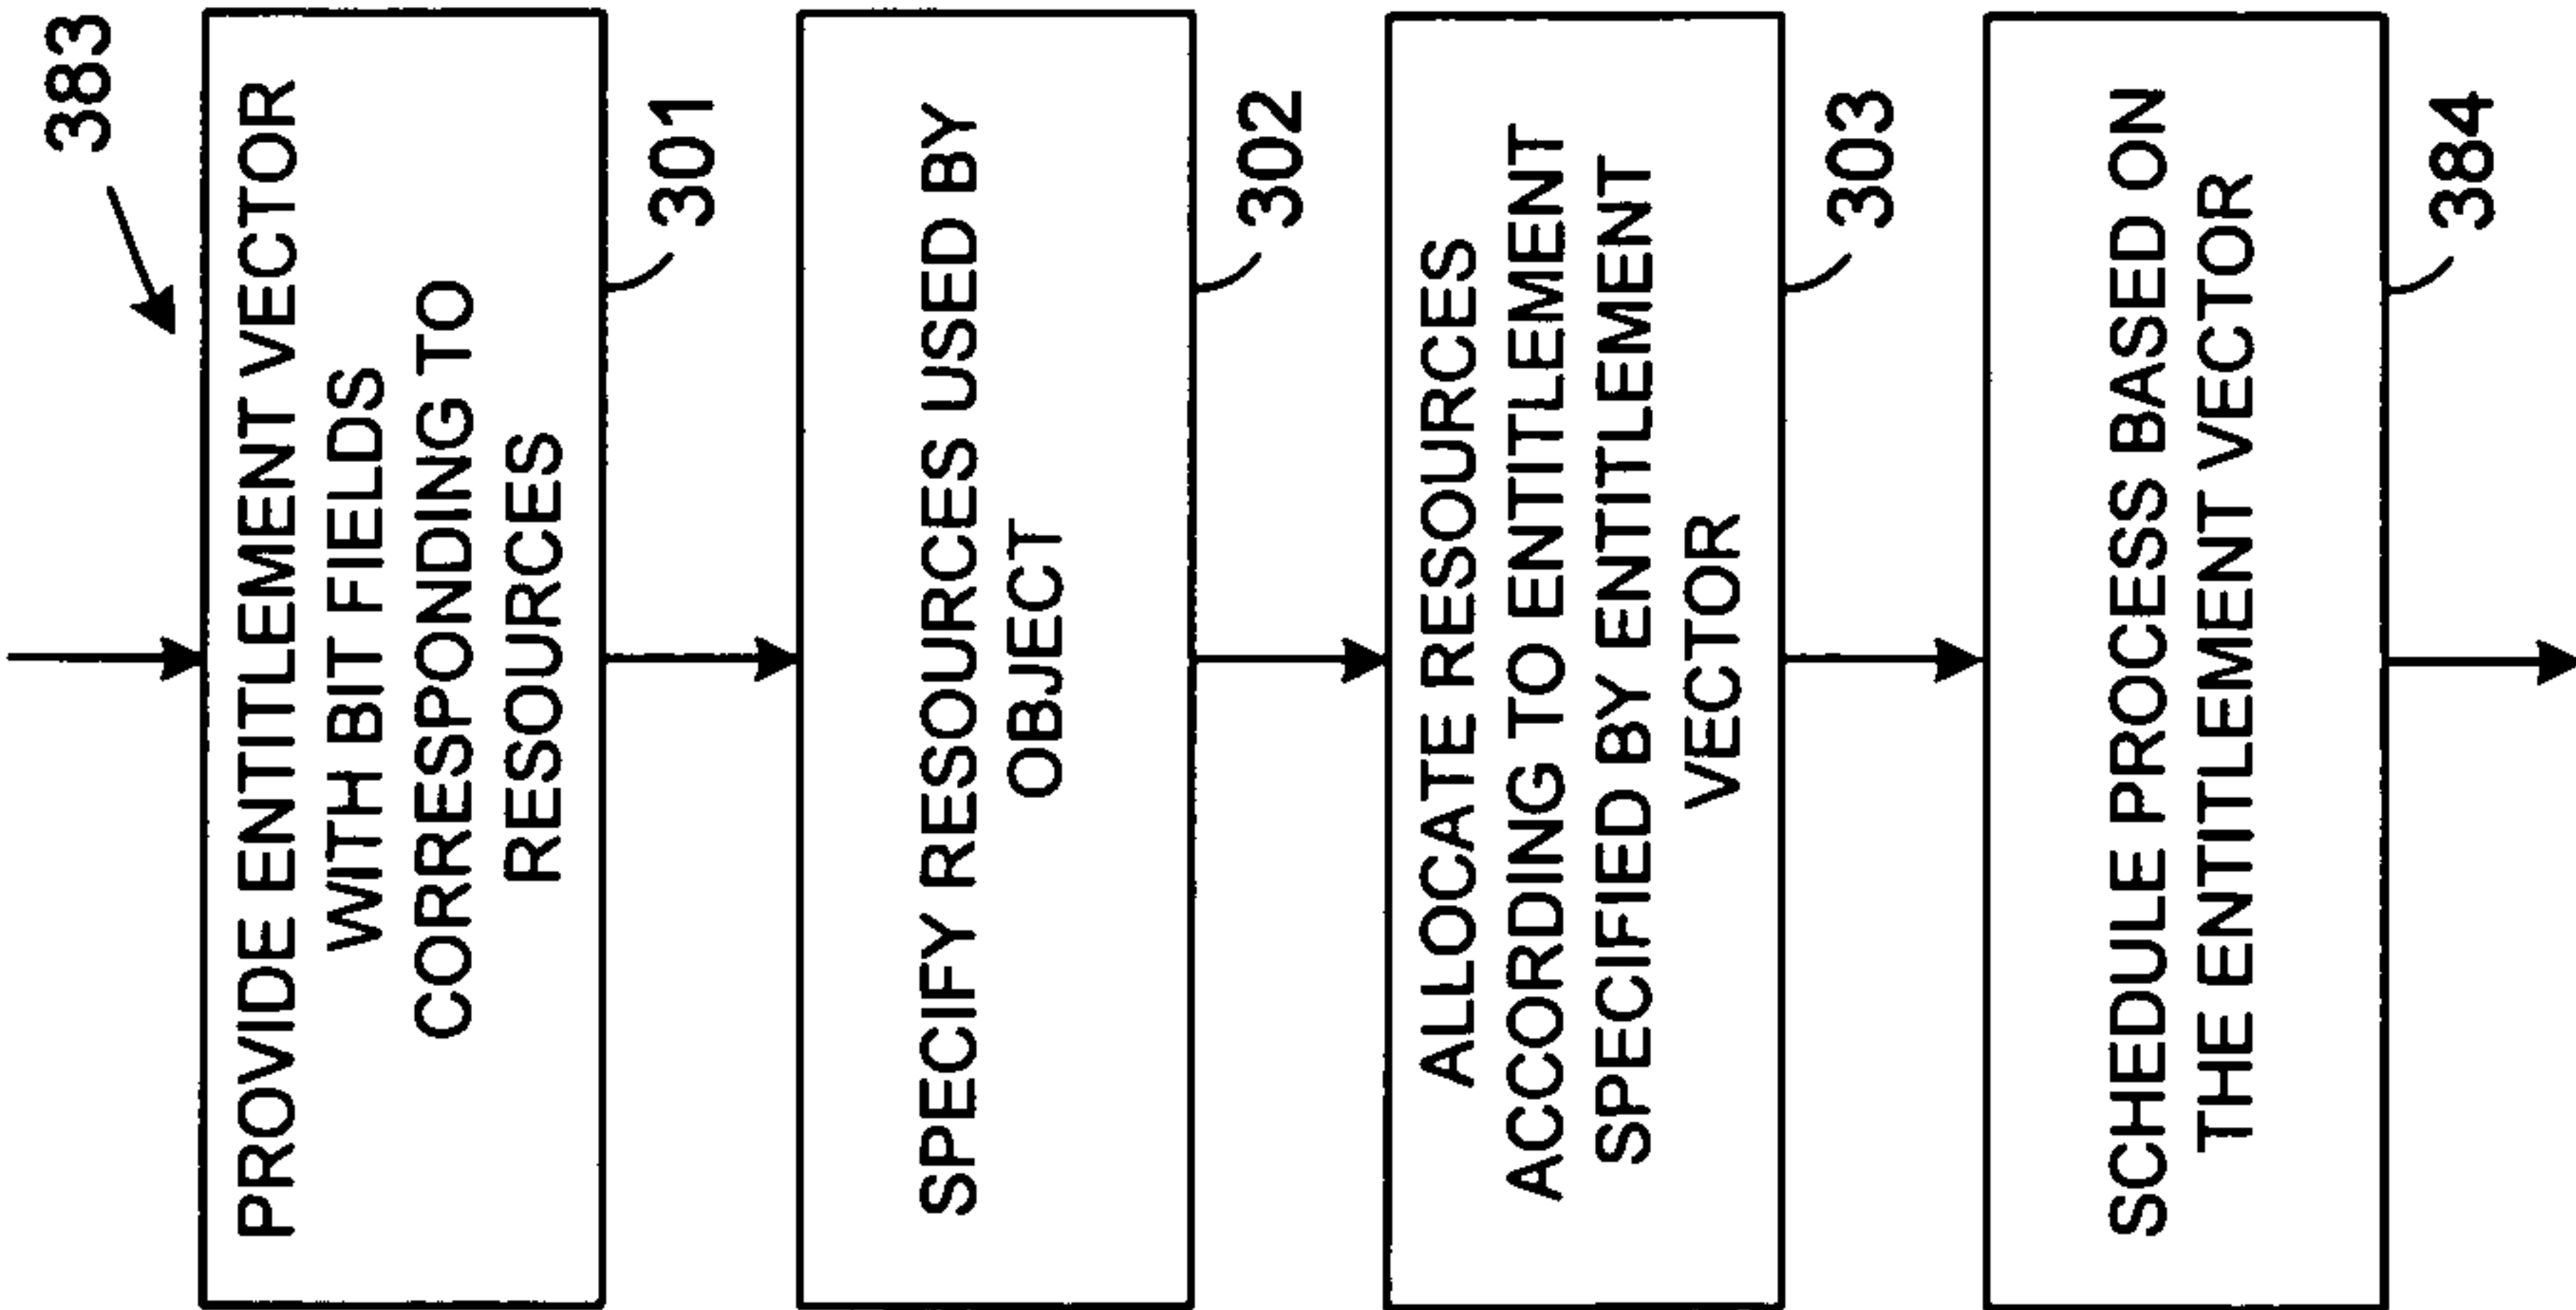 383
PROVIDE ENTITLEMENT VECTOR
WITH BIT FIELDS
CORRESPONDING TO
RESOURCES
301
SPECIFY RESOURCES USED BY
OBJECT
302
ALLOCATE RESOURCES
ACCORDING TO ENTITLEMENT
SPECIFIED BY ENTITLEMENT
VECTOR
303
SCHEDULE PROCESS BASED ON
THE ENTITLEMENT VECTOR
384